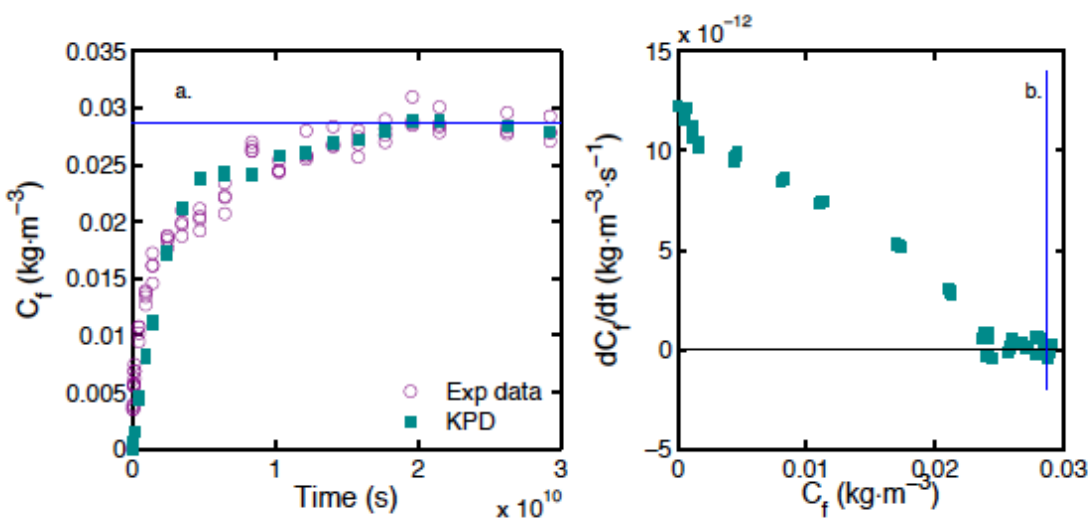 a.
C_f (kg·m⁻³)
0.035
0.03
0.025
0.02
0.015
0.01
0.005
0
Exp data
KPD
0 1 2 3
Time (s)
x 10¹⁰
x 10⁻¹²
b.
dC_f/dt (kg·m⁻³·s⁻¹)
15
10
5
0
−5
0 0.01 0.02 0.03
C_f (kg·m⁻³)